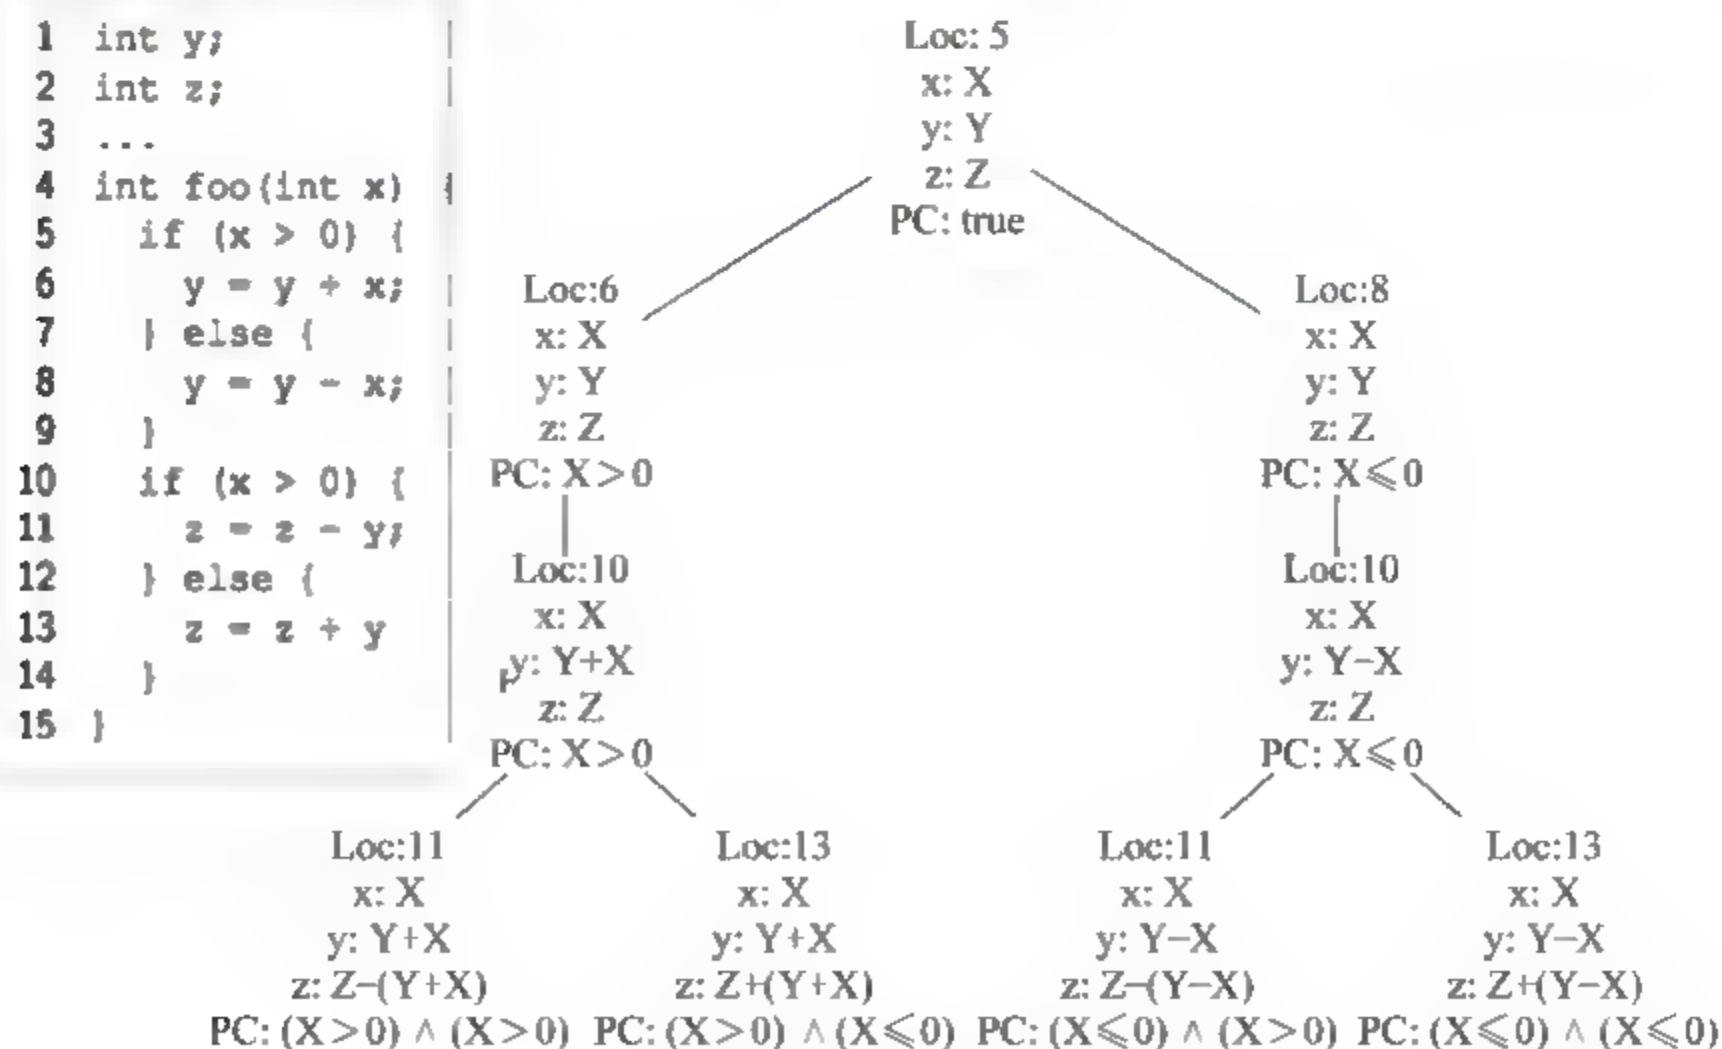 1 int y;
2 int z;
3 ...
4 int foo(int x) {
5 if (x > 0) {
6 y = y + x;
7 } else {
8 y = y - x;
9 }
10 if (x > 0) {
11 z = z - y;
12 } else {
13 z = z + y
14 }
15 }
Loc: 5
x: X
y: Y
z: Z
PC: true
Loc:6
x: X
y: Y
z: Z
PC: X>0
Loc:8
x: X
y: Y
z: Z
PC: X⩽0
Loc:10
x: X
y: Y+X
z: Z
PC: X>0
Loc:10
x: X
y: Y−X
z: Z
PC: X⩽0
Loc:11
x: X
y: Y+X
z: Z−(Y+X)
PC: (X>0) ∧ (X>0)
Loc:13
x: X
y: Y+X
z: Z+(Y+X)
PC: (X>0) ∧ (X⩽0)
Loc:11
x: X
y: Y−X
z: Z−(Y−X)
PC: (X⩽0) ∧ (X>0)
Loc:13
x: X
y: Y−X
z: Z+(Y−X)
PC: (X⩽0) ∧ (X⩽0)